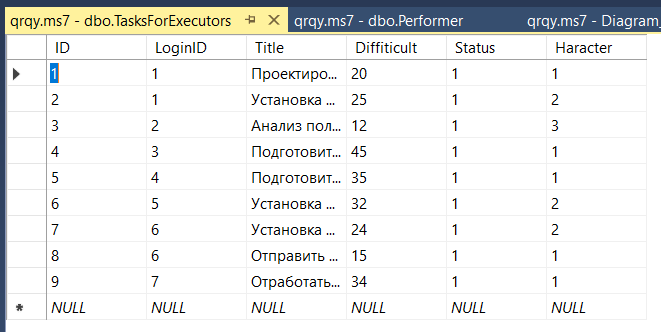 qrqy.ms7 - dbo.TasksForExecutors qrqy.ms7 - dbo.Performer qrqy.ms7 - Diagram_
ID LoginID Title Diffiticult Status Haracter
1 1 Проектиро... 20 1 1
2 1 Установка ... 25 1 2
3 2 Анализ пол... 12 1 3
4 3 Подготовит... 45 1 1
5 4 Подготовит... 35 1 1
6 5 Установка ... 32 1 2
7 6 Установка ... 24 1 2
8 6 Отправить ... 15 1 1
9 7 Отработать... 34 1 1
NULL NULL NULL NULL NULL NULL